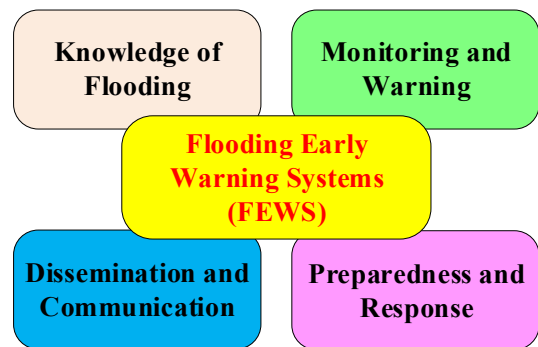 Knowledge of
Flooding
Monitoring and
Warning
Flooding Early
Warning Systems
(FEWS)
Dissemination and
Communication
Preparedness and
Response